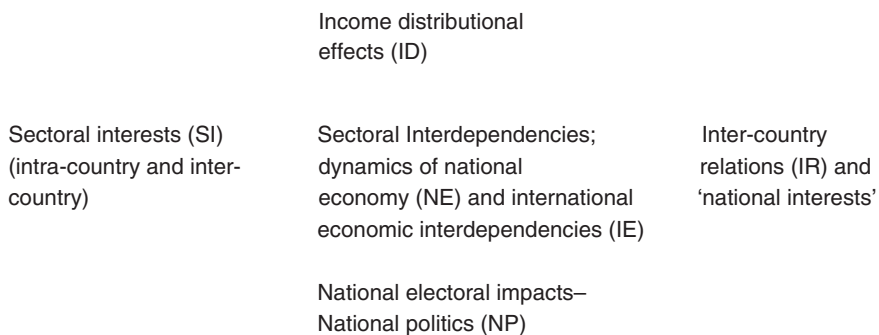 Income distributional
effects (ID)
Sectoral interests (SI)
(intra-country and inter-
country)
Sectoral Interdependencies;
dynamics of national
economy (NE) and international
economic interdependencies (IE)
Inter-country
relations (IR) and
‘national interests’
National electoral impacts–
National politics (NP)